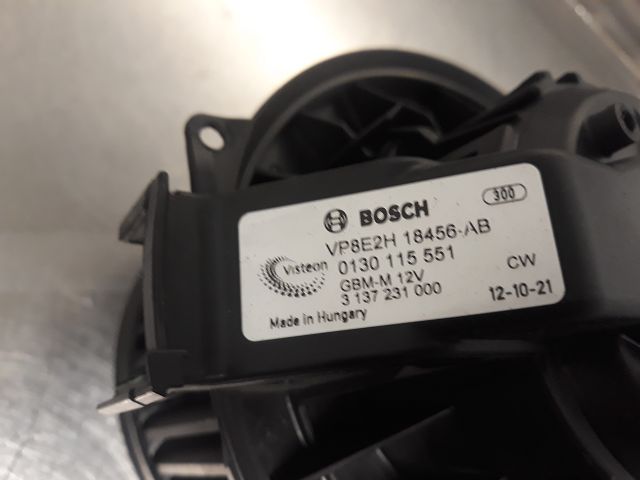 300
BOSCH
VP8E2H 18456-AB
Visteon
0130 115 551
CW
GBM-M 12V
3 137 231 000
12-10-21
Made in Hungary